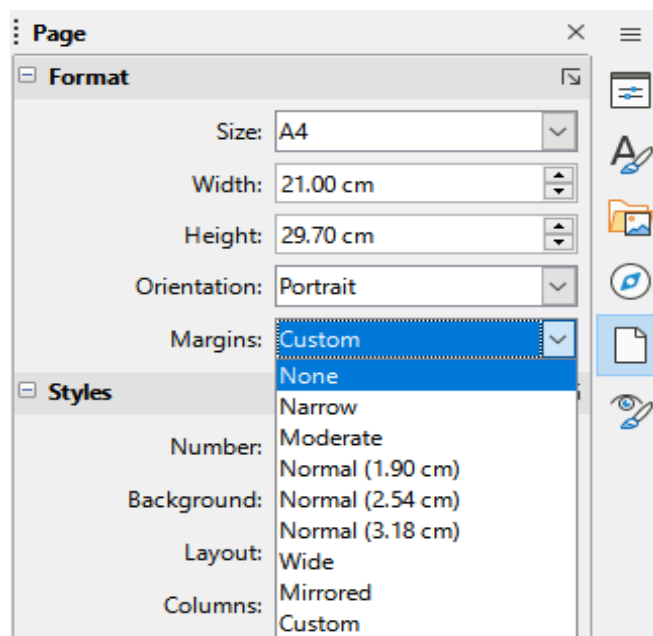 Page
Format
Size: A4
Width: 21.00 cm
Height: 29.70 cm
Orientation: Portrait
Margins: Custom
None
Styles
Narrow
Number: Moderate
Normal (1.90 cm)
Background: Normal (2.54 cm)
Normal (3.18 cm)
Layout: Wide
Columns: Mirrored
Custom